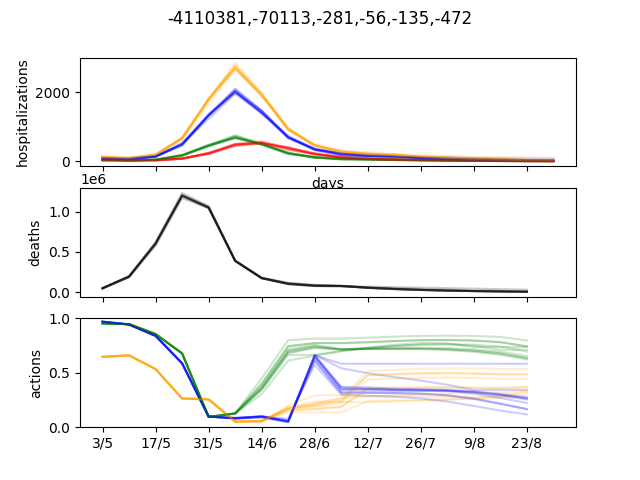 -4110381,-70113,-281,-56,-135,-472
hospitalizations
2000
0
days
1e6
deaths
1.0
0.5
0.0
actions
1.0
0.5
0.0
3/5 17/5 31/5 14/6 28/6 12/7 26/7 9/8 23/8